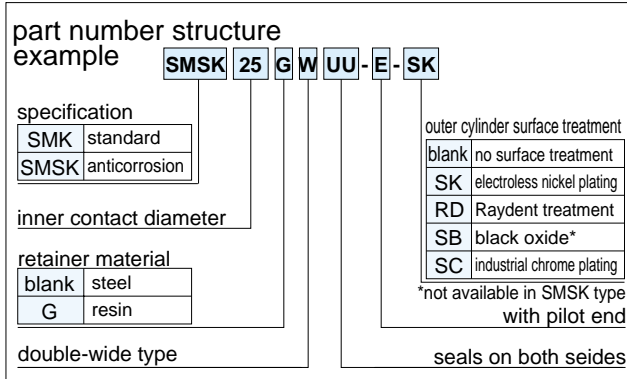 part number structure
example
SMSK 25 G W UU - E - SK
specification
SMK standard
SMSK anticorrosion
inner contact diameter
retainer material
blank steel
G resin
double-wide type
outer cylinder surface treatment
blank no surface treatment
SK electroless nickel plating
RD Raydent treatment
SB black oxide*
SC industrial chrome plating
*not available in SMSK type
with pilot end
seals on both seides